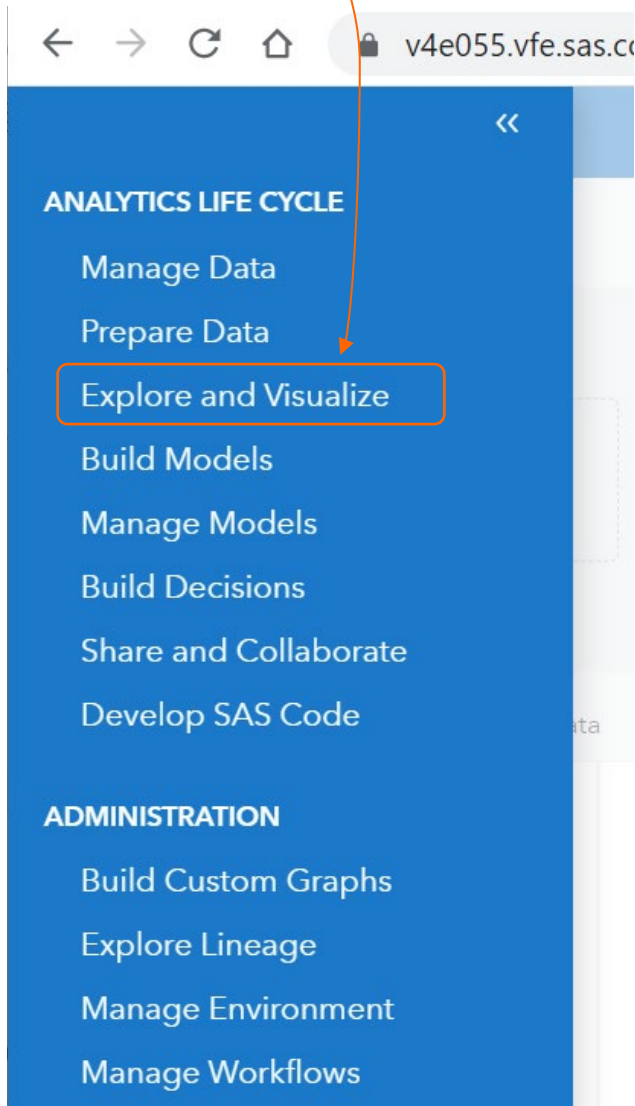 v4e055.vfe.sas.co
«
ANALYTICS LIFE CYCLE
Manage Data
Prepare Data
Explore and Visualize
Build Models
Manage Models
Build Decisions
Share and Collaborate
Develop SAS Code
ata
ADMINISTRATION
Build Custom Graphs
Explore Lineage
Manage Environment
Manage Workflows